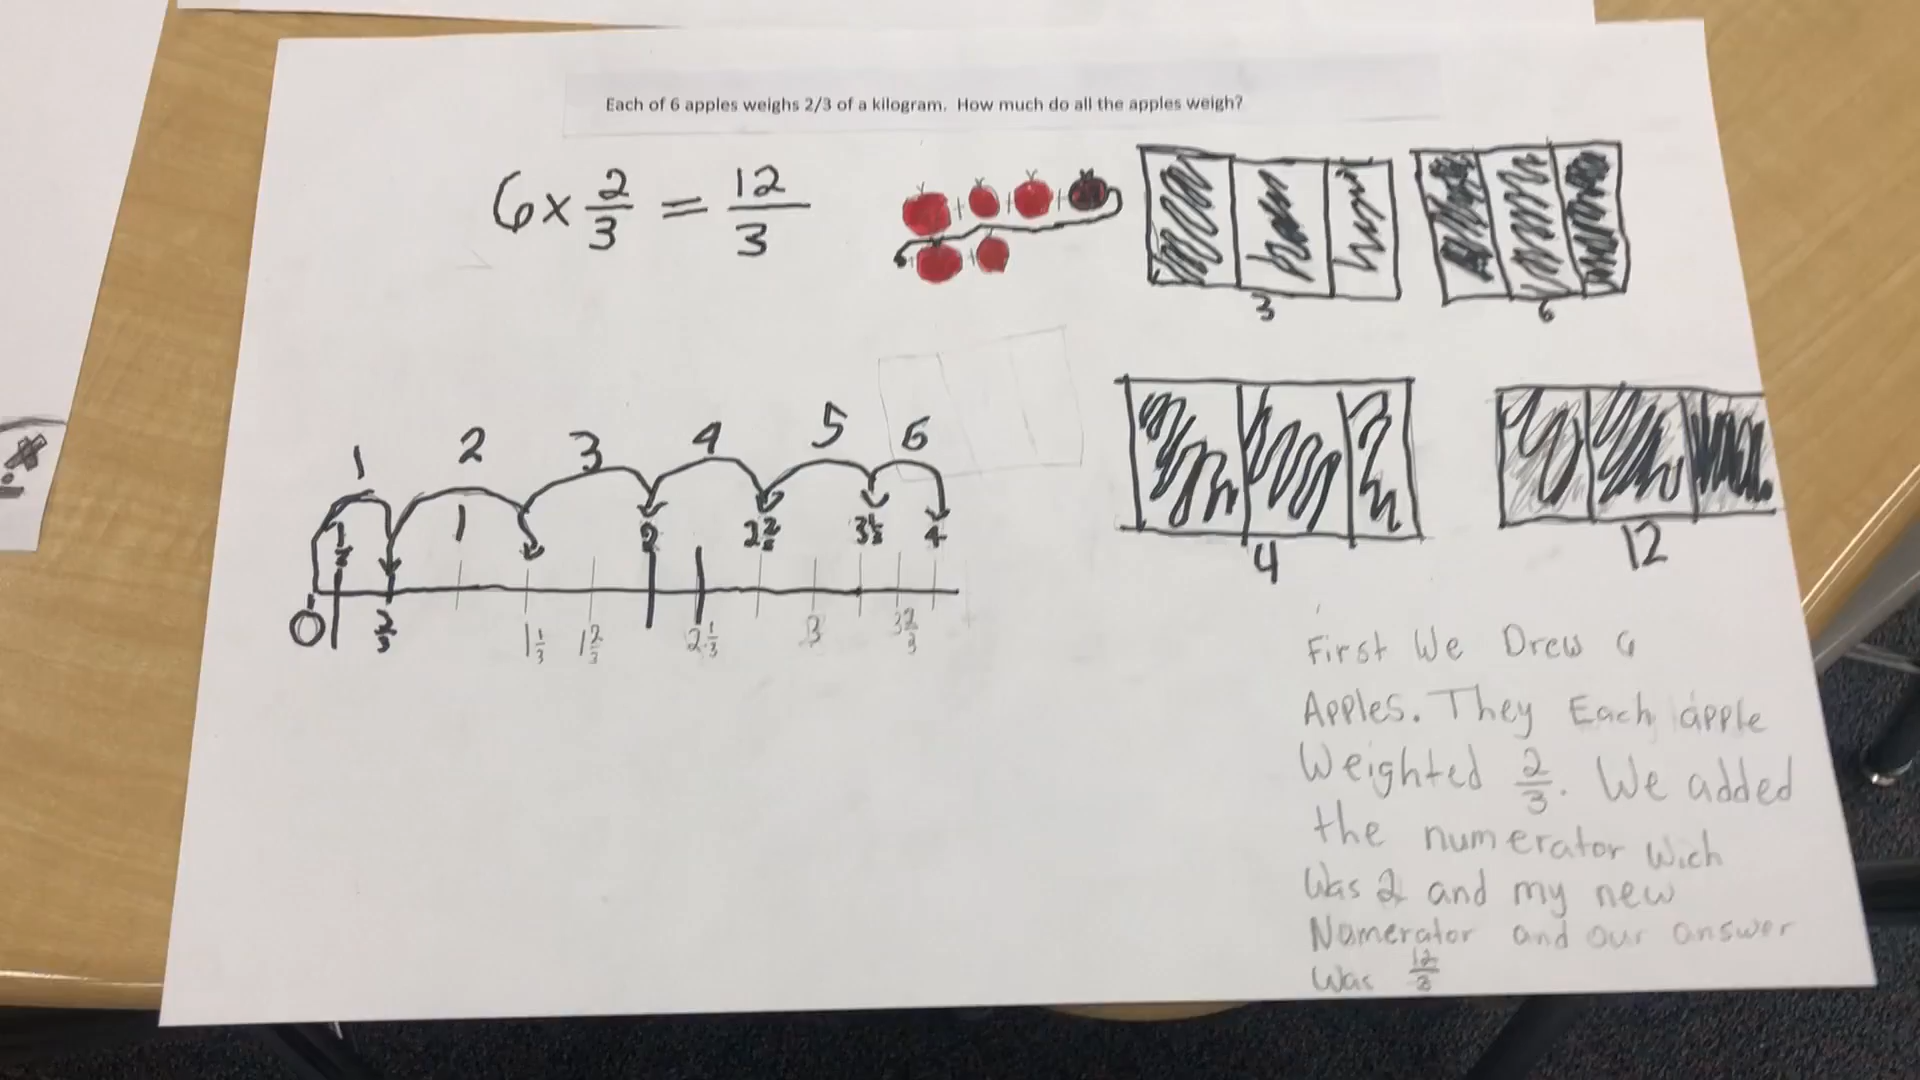 Each of 6 apples weighs 2/3 of a kilogram. How much do all the apples weigh?
6 x 2/3 = 12/3
+ + +
+ +
3 6
1 2 3 4 5 6
1/3 1 2 2 2/3 3 1/3 4
0 2/3 1 1/3 1 2/3 2 1/3 3 3 2/3
4 12
First We Drew 6
Apples. They Each apple
Weighted 2/3. We added
the numerator wich
Was 2 and my new
Numerator and our answer
Was 12/3